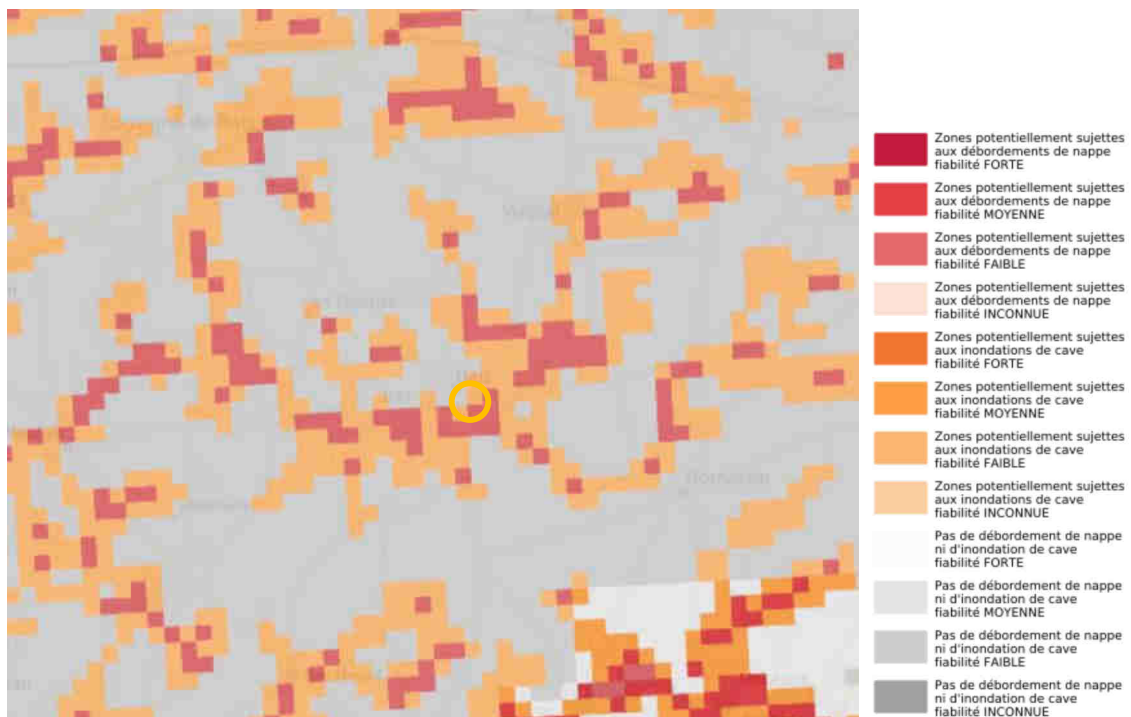 Zones potentiellement sujettes
aux débordements de nappe
fiabilité FORTE
Zones potentiellement sujettes
aux débordements de nappe
fiabilité MOYENNE
Zones potentiellement sujettes
aux débordements de nappe
fiabilité FAIBLE
Zones potentiellement sujettes
aux débordements de nappe
fiabilité INCONNUE
Zones potentiellement sujettes
aux inondations de cave
fiabilité FORTE
Zones potentiellement sujettes
aux inondations de cave
fiabilité MOYENNE
Zones potentiellement sujettes
aux inondations de cave
fiabilité FAIBLE
Zones potentiellement sujettes
aux inondations de cave
fiabilité INCONNUE
Pas de débordement de nappe
ni d'inondation de cave
fiabilité FORTE
Pas de débordement de nappe
ni d'inondation de cave
fiabilité MOYENNE
Pas de débordement de nappe
ni d'inondation de cave
fiabilité FAIBLE
Pas de débordement de nappe
ni d'inondation de cave
fiabilité INCONNUE